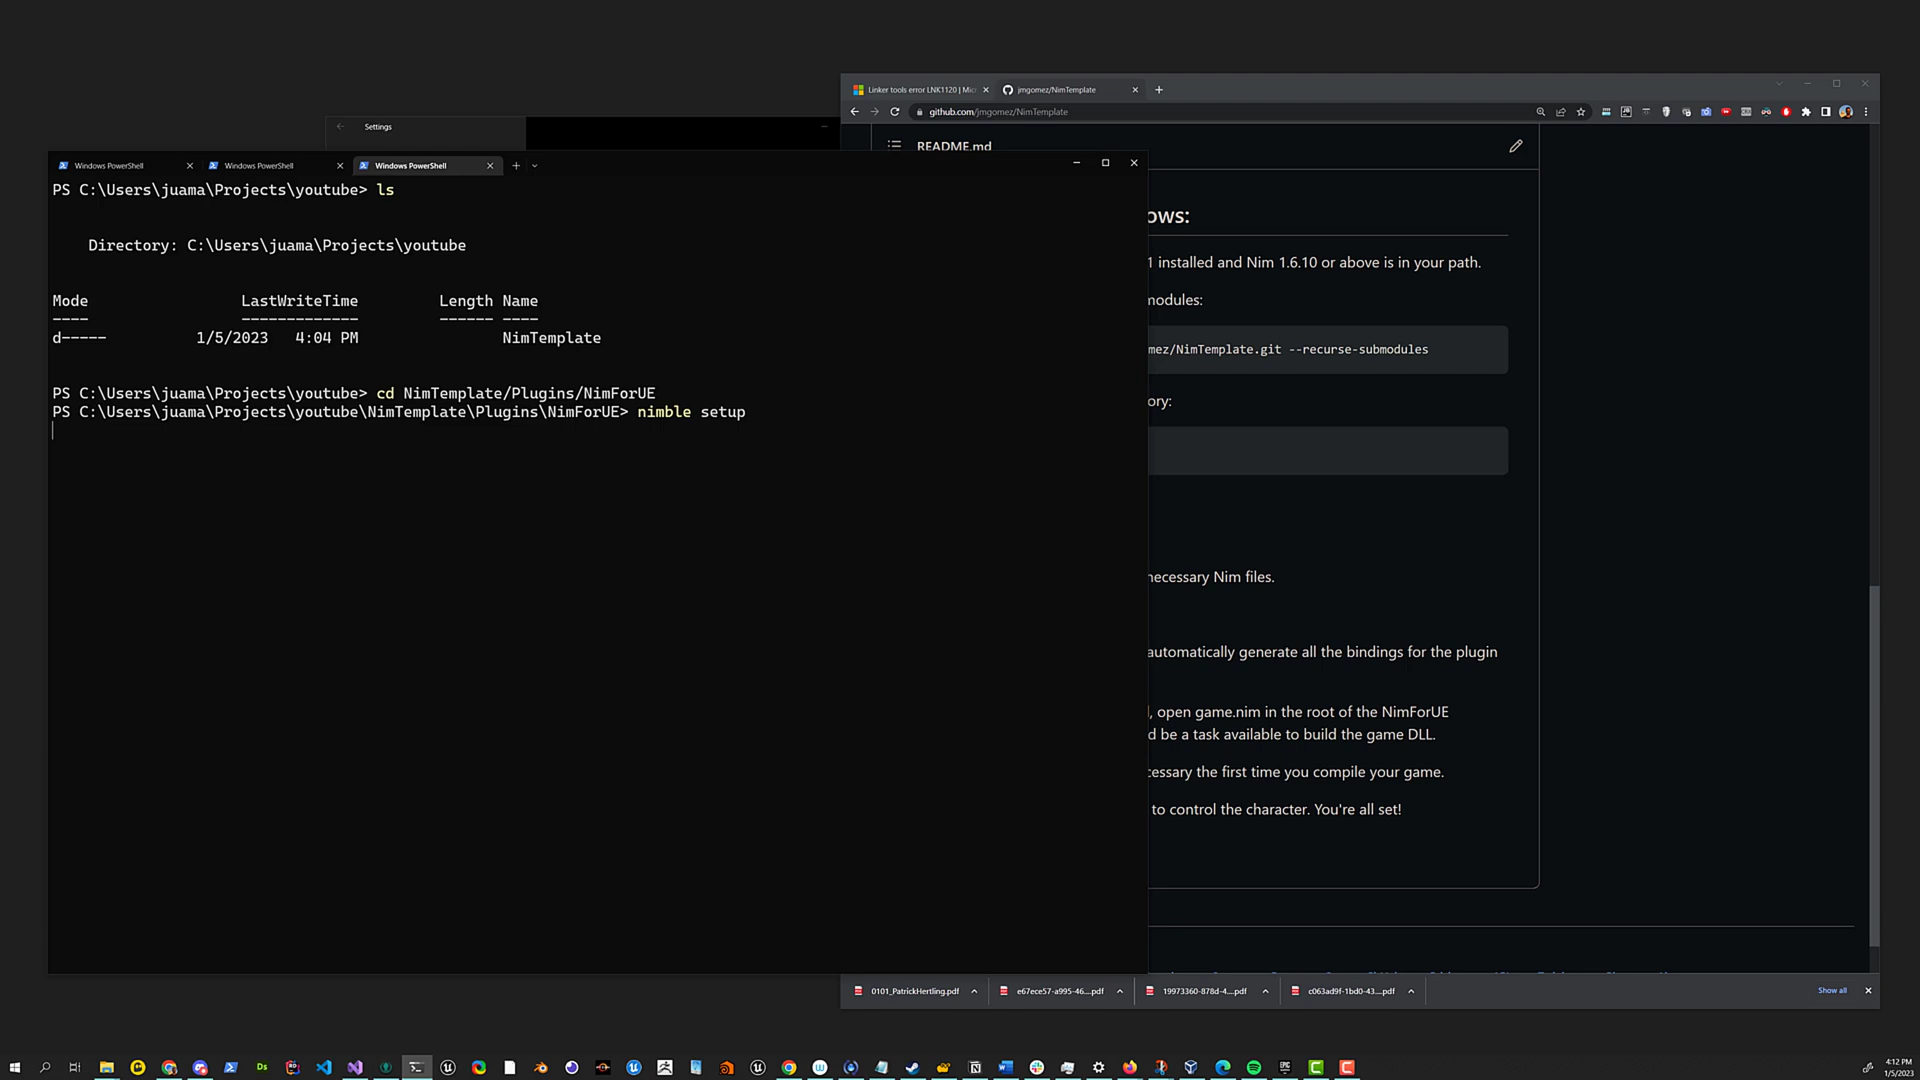 Linker tools error LNK1120 | Mic
jmgomez/NimTemplate
github.com/jmgomez/NimTemplate
Settings
README.md
Windows PowerShell
Windows PowerShell
Windows PowerShell
PS C:\Users\juama\Projects\youtube> ls
Directory: C:\Users\juama\Projects\youtube
Mode LastWriteTime Length Name
---- ------------- ------ ----
d----- 1/5/2023 4:04 PM NimTemplate
PS C:\Users\juama\Projects\youtube> cd NimTemplate/Plugins/NimForUE
PS C:\Users\juama\Projects\youtube\NimTemplate\Plugins\NimForUE> nimble setup
ows:
1 installed and Nim 1.6.10 or above is in your path.
modules:
mez/NimTemplate.git --recurse-submodules
ory:
necessary Nim files.
automatically generate all the bindings for the plugin
, open game.nim in the root of the NimForUE
d be a task available to build the game DLL.
cessary the first time you compile your game.
to control the character. You're all set!
0101_PatrickHertling.pdf
e67ece57-a995-46....pdf
19973360-878d-4....pdf
c063ad9f-1bd0-43....pdf
Show all
4:12 PM
1/5/2023